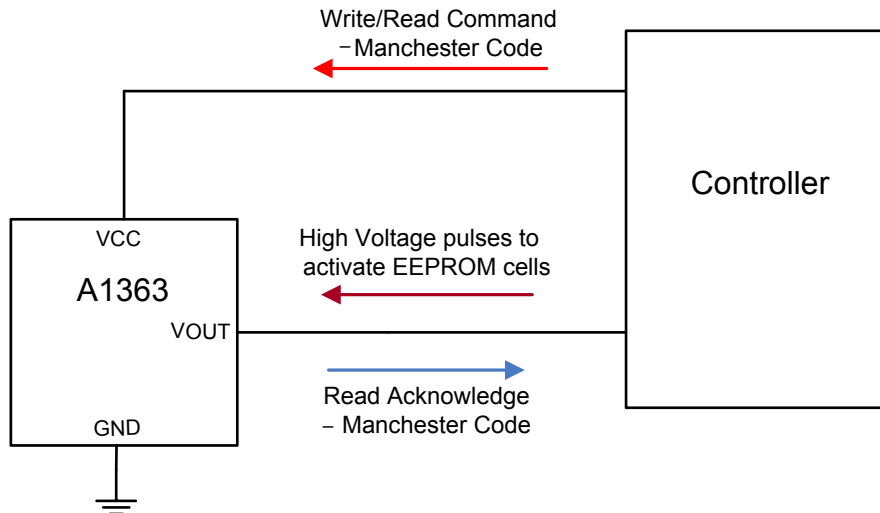 Write/Read Command
– Manchester Code
Controller
VCC
A1363
VOUT
GND
High Voltage pulses to
activate EEPROM cells
Read Acknowledge
– Manchester Code